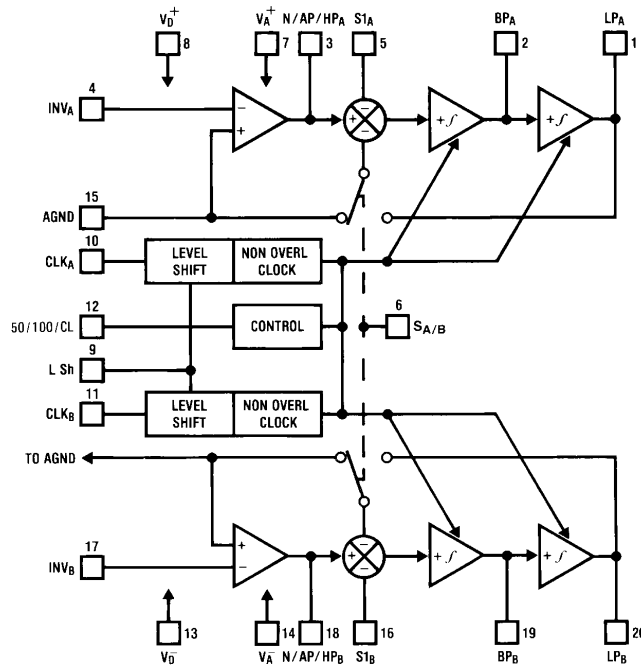 V_D^+ V_A^+ N/AP/HP_A S1_A BP_A LP_A
8 7 3 5 2 1
4
INV_A − − + + − − +∫ +∫
+
15
AGND
10
CLK_A LEVEL SHIFT NON OVERL CLOCK
12
50/100/CL CONTROL
6
S_A/B
9
L Sh
11
CLK_B LEVEL SHIFT NON OVERL CLOCK
TO AGND
17
+
INV_B − + − − +∫ +∫
13 14 18 16 19 20
V_D^− V_A^− N/AP/HP_B S1_B BP_B LP_B